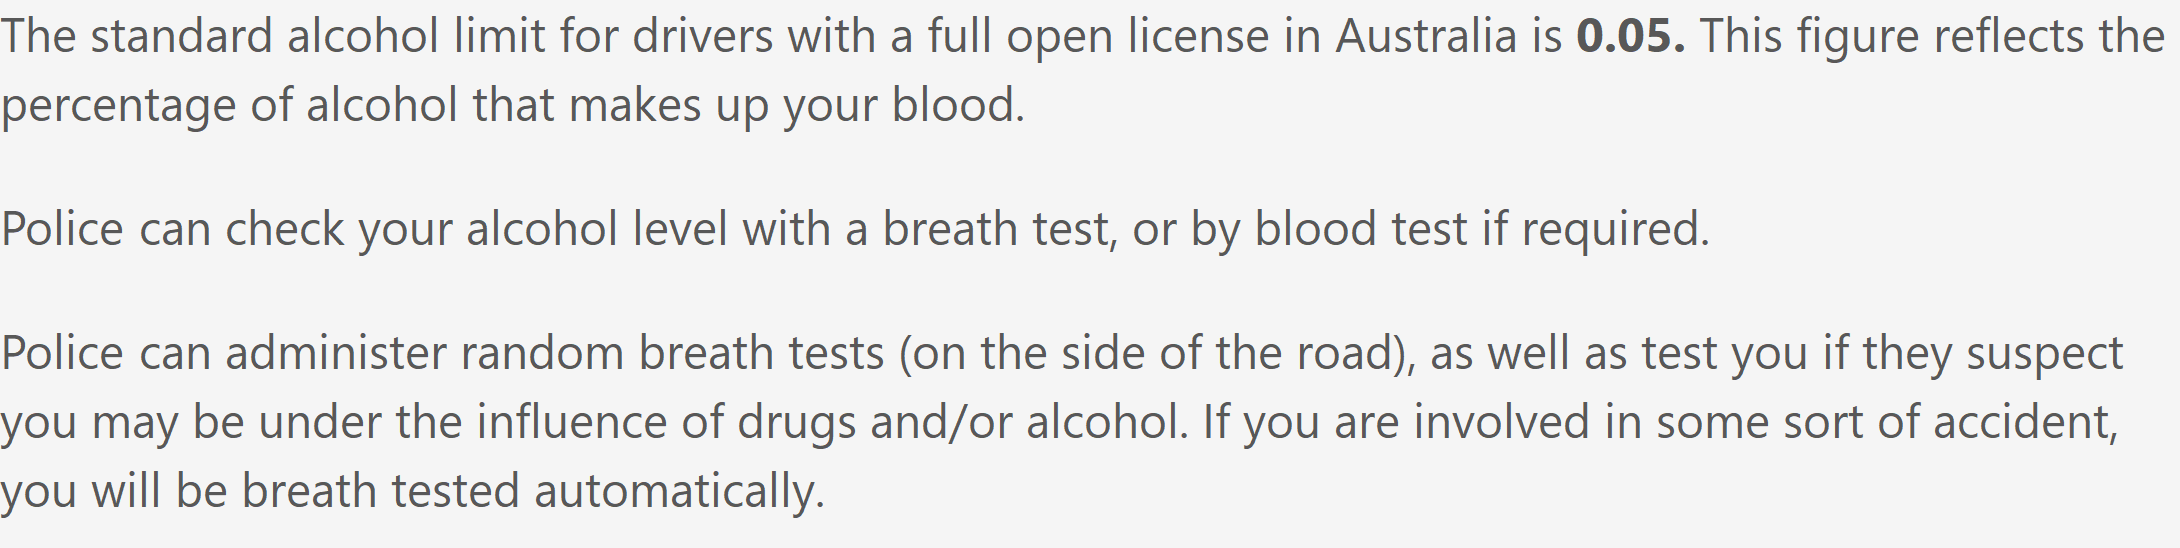 The standard alcohol limit for drivers with a full open license in Australia is 0.05. This figure reflects the
percentage of alcohol that makes up your blood.
Police can check your alcohol level with a breath test, or by blood test if required.
Police can administer random breath tests (on the side of the road), as well as test you if they suspect
you may be under the influence of drugs and/or alcohol. If you are involved in some sort of accident,
you will be breath tested automatically.